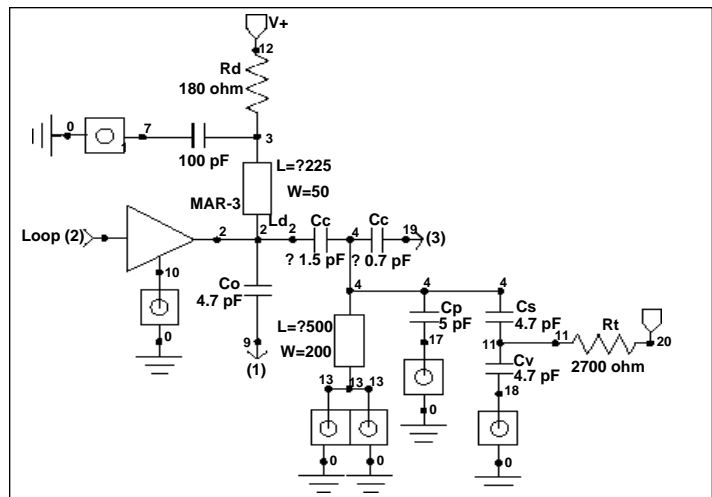 V+
12
Rd
180 ohm
0
7
3
1
100 pF
L=?225
W=50
MAR-3
Ld
2
Cc
4
Cc
19
(3)
Loop (2)
2
2
? 1.5 pF
? 0.7 pF
10
Co
4.7 pF
4
4
4
Cp
5 pF
Cs
4.7 pF
Rt
L=?500
W=200
17
11
11
20
0
9
(1)
Cv
4.7 pF
2700 ohm
13
13
13
18
0
0
0
0